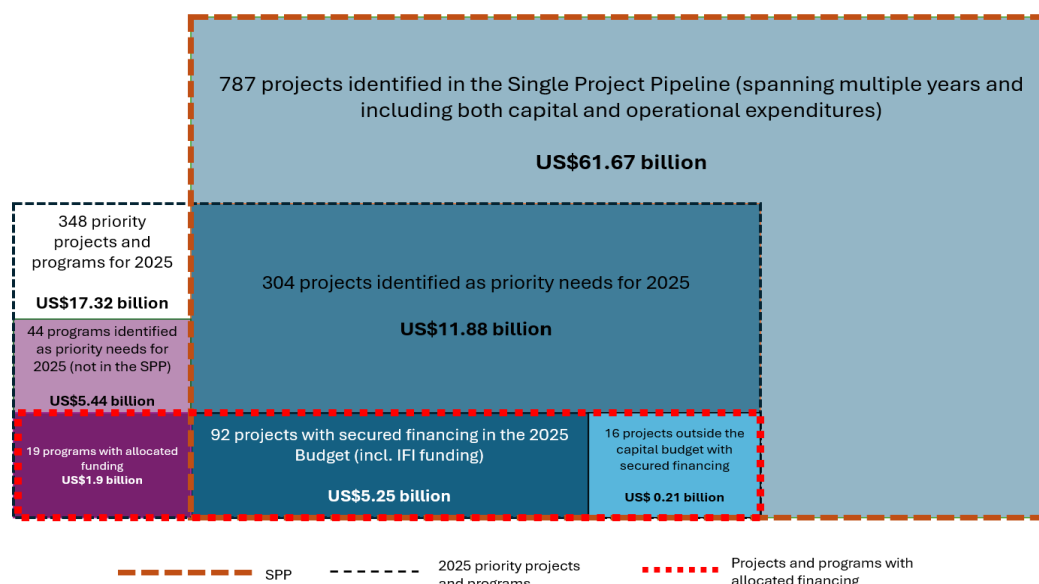 787 projects identified in the Single Project Pipeline (spanning multiple years and
including both capital and operational expenditures)
US$61.67 billion
348 priority
projects and
programs for 2025
US$17.32 billion
304 projects identified as priority needs for 2025
US$11.88 billion
44 programs identified
as priority needs for
2025 (not in the SPP)
US$5.44 billion
19 programs with allocated
funding
US$1.9 billion
92 projects with secured financing in the 2025
Budget (incl. IFI funding)
US$5.25 billion
16 projects outside the
capital budget with
secured financing
US$ 0.21 billion
SPP
2025 priority projects
and programs
Projects and programs with
allocated financing